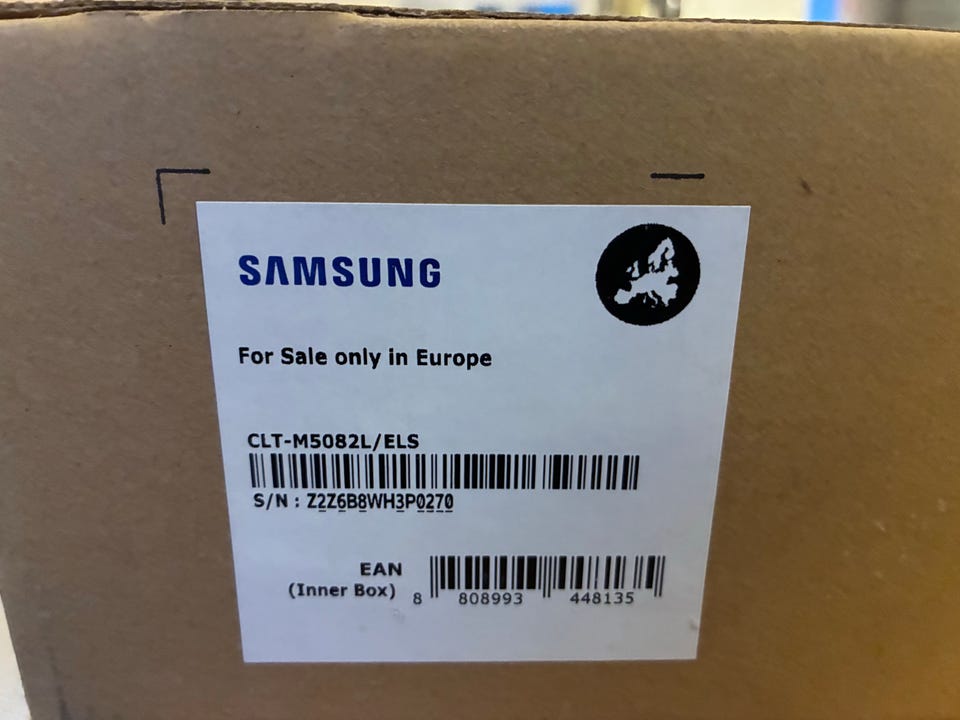 SAMSUNG
For Sale only in Europe
CLT-M5082L/ELS
S/N : Z2Z6B8WH3P0270
EAN
(Inner Box)
8 808993 448135